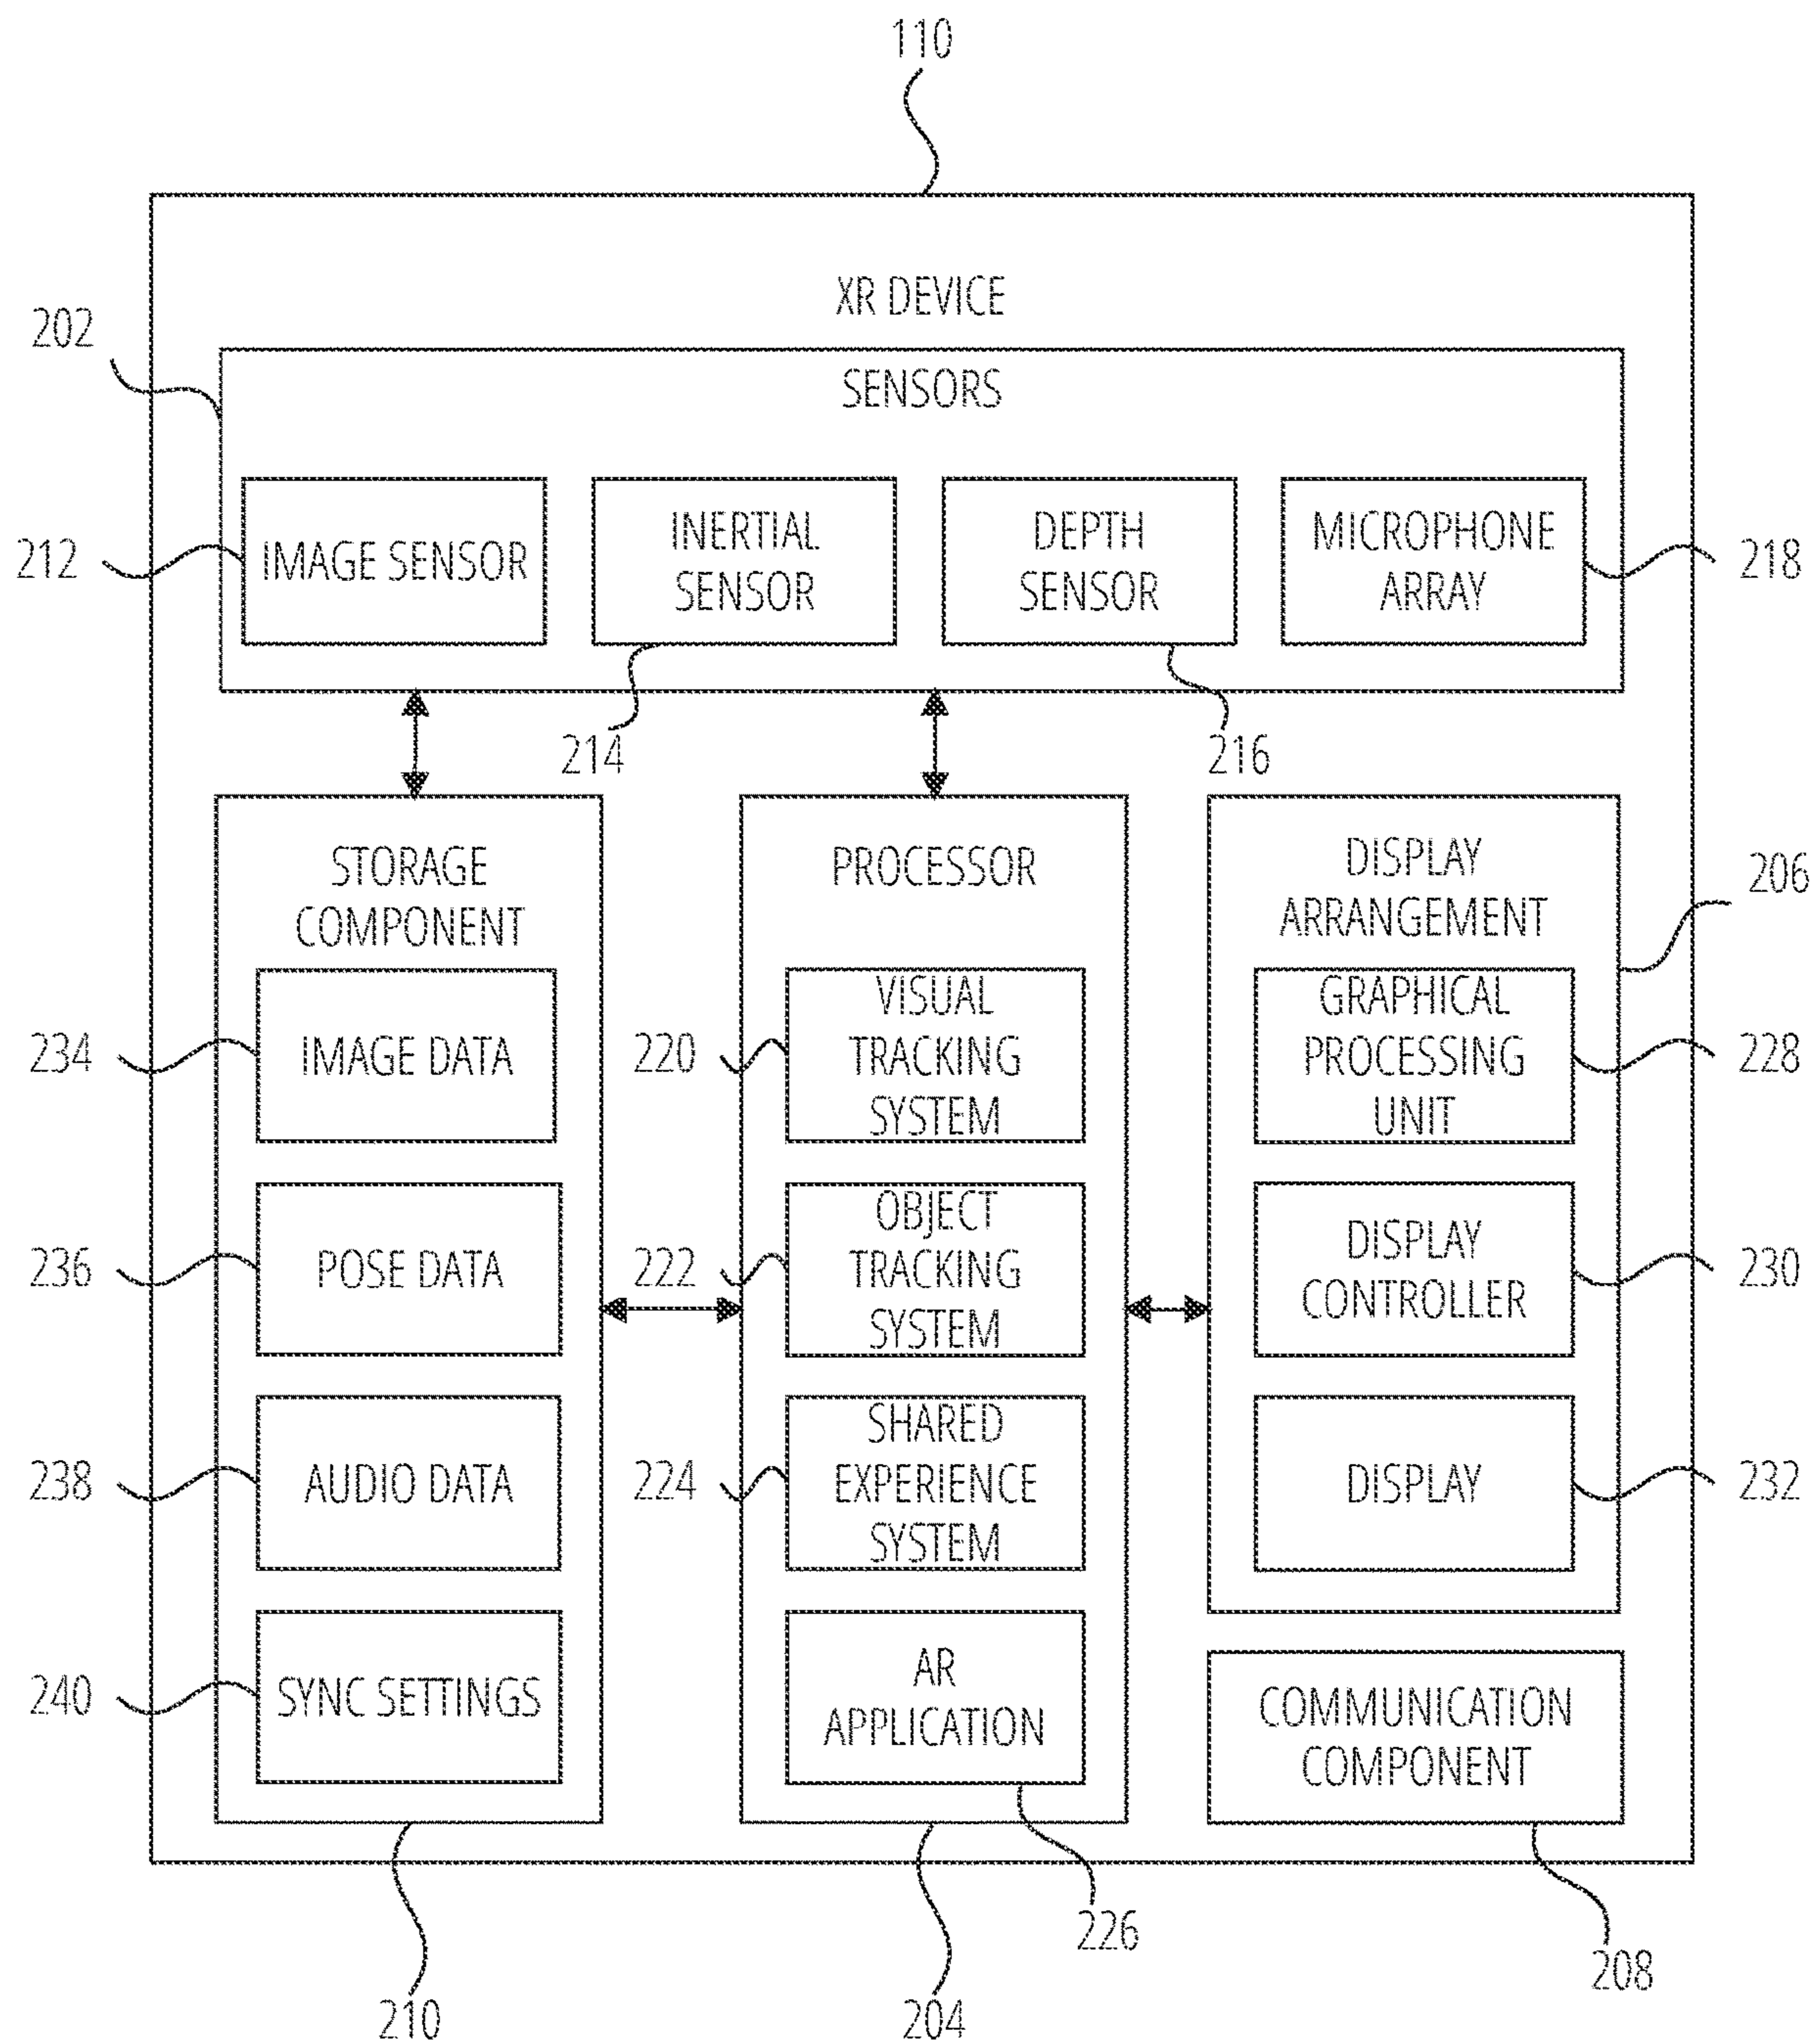 110
XR DEVICE
202
SENSORS
212
IMAGE SENSOR
INERTIAL
SENSOR
DEPTH
SENSOR
MICROPHONE
ARRAY
218
214
216
STORAGE
COMPONENT
PROCESSOR
DISPLAY
ARRANGEMENT
206
234
IMAGE DATA
220
VISUAL
TRACKING
SYSTEM
GRAPHICAL
PROCESSING
UNIT
228
236
POSE DATA
222
OBJECT
TRACKING
SYSTEM
DISPLAY
CONTROLLER
230
238
AUDIO DATA
224
SHARED
EXPERIENCE
SYSTEM
DISPLAY
232
240
SYNC SETTINGS
AR
APPLICATION
COMMUNICATION
COMPONENT
226
208
210
204